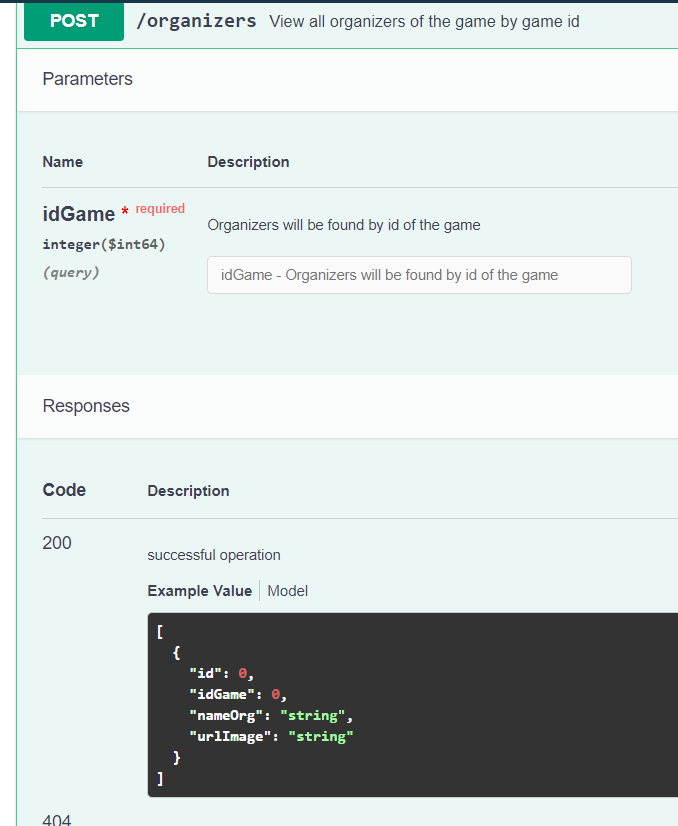 POST /organizers View all organizers of the game by game id
Parameters
Name Description
idGame * required
Organizers will be found by id of the game
integer($int64)
(query)
idGame - Organizers will be found by id of the game
Responses
Code Description
200
successful operation
Example Value Model
[
{
"id": 0,
"idGame": 0,
"nameOrg": "string",
"urlImage": "string"
}
]
404